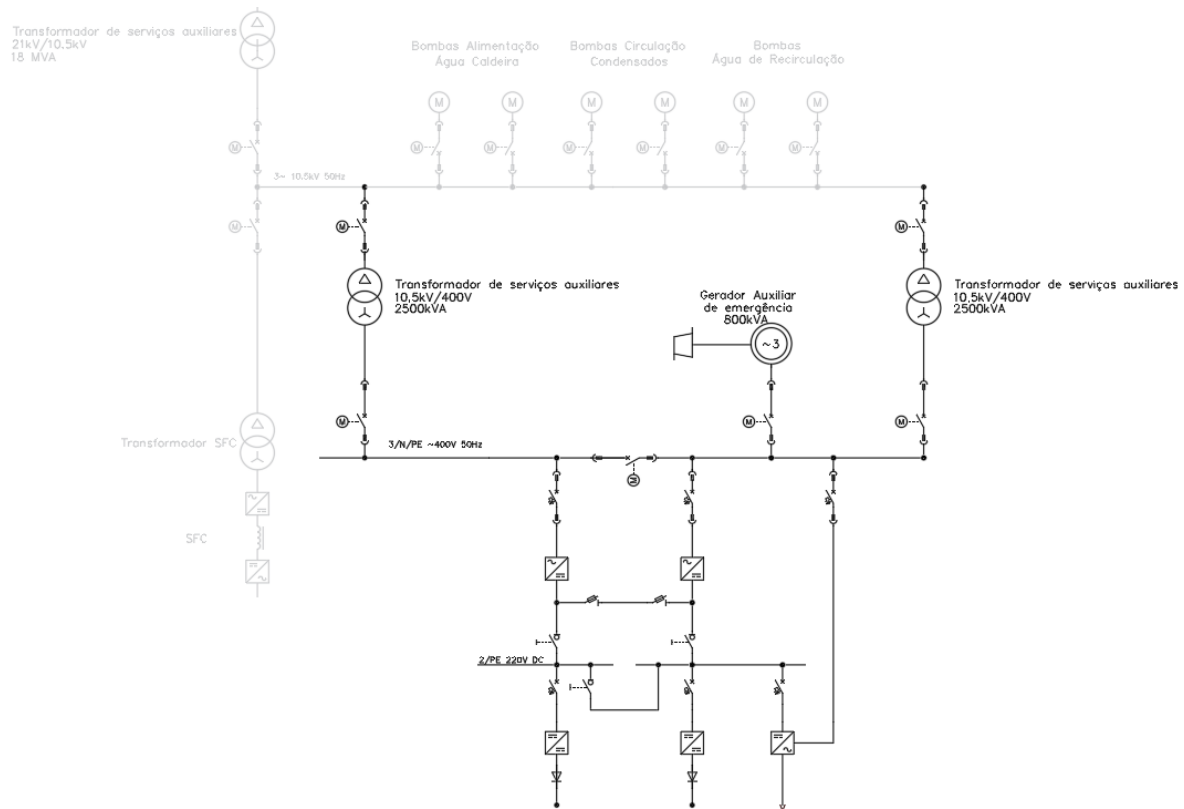 Transformador de serviços auxiliares
21kV/10.5kV
18 MVA
Bombas Alimentação
Água Caldeira
Bombas Circulação
Condensados
Bombas
Água de Recirculação
M
M
M
M
M
M
M
M
M
M
M
M
M
3~ 10.5kV 50Hz
M
M
M
Transformador de serviços auxiliares
10.5kV/400V
2500kVA
Gerador Auxiliar
de emergência
800kVA
~3
Transformador de serviças auxiliares
10.5kV/400V
2500kVA
M
M
M
Transformador SFC
3/N/PE ~400V 50Hz
M
SFC
2/PE 220V DC